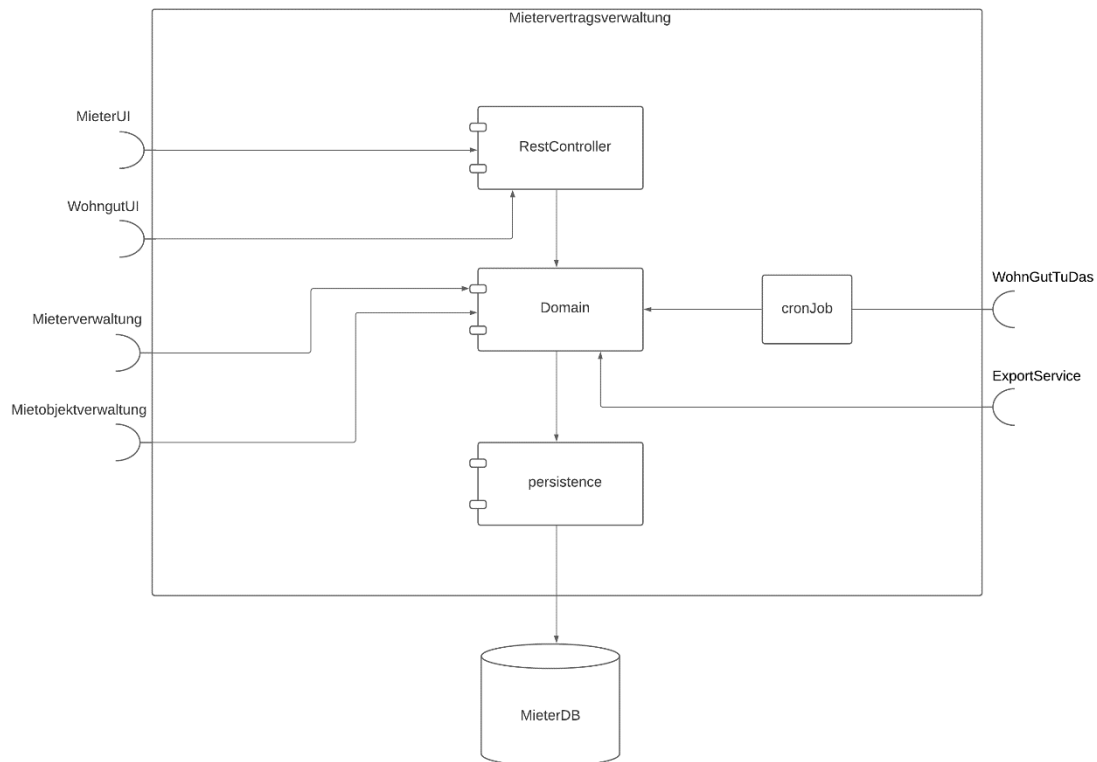 Mietervertragsverwaltung
MieterUI
RestController
WohngutUI
WohnGutTuDas
Domain
cronJob
Mieterverwaltung
ExportService
Mietobjektverwaltung
persistence
MieterDB